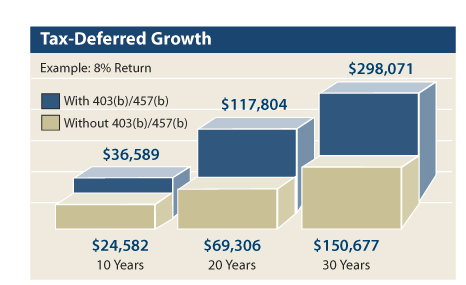 Tax-Deferred Growth
Example: 8% Return
With 403(b)/457(b)
Without 403(b)/457(b)
$36,589
$117,804
$298,071
$24,582
$69,306
$150,677
10 Years
20 Years
30 Years